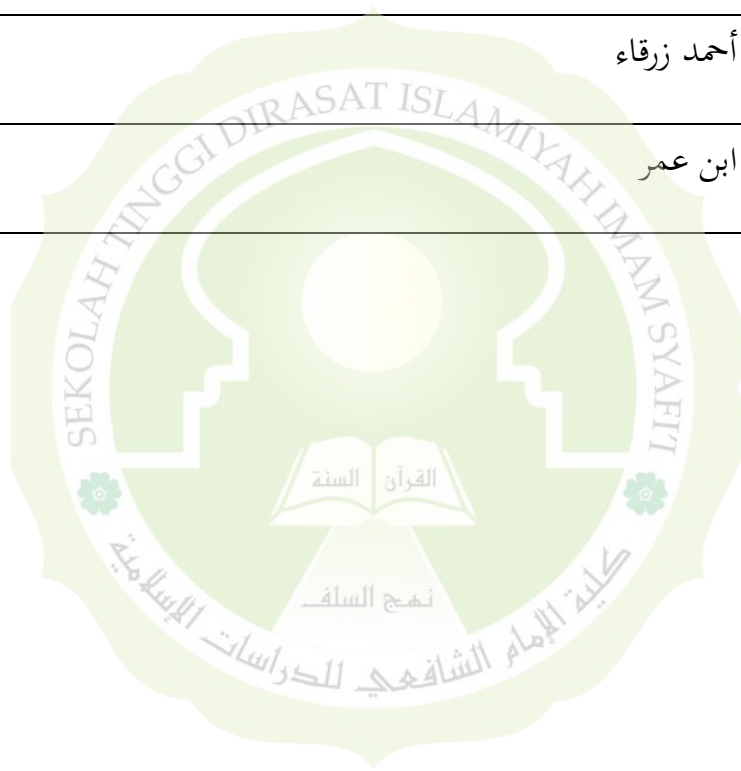 أحمد زرقاء
ابن عمر
SEKOLAH TINGGI DIRASAT ISLAMIYAH IMAM SYAFI'I
القرآن السنة
نهج السلف
كلية الإمام الشافعي للدراسات الإسلامية